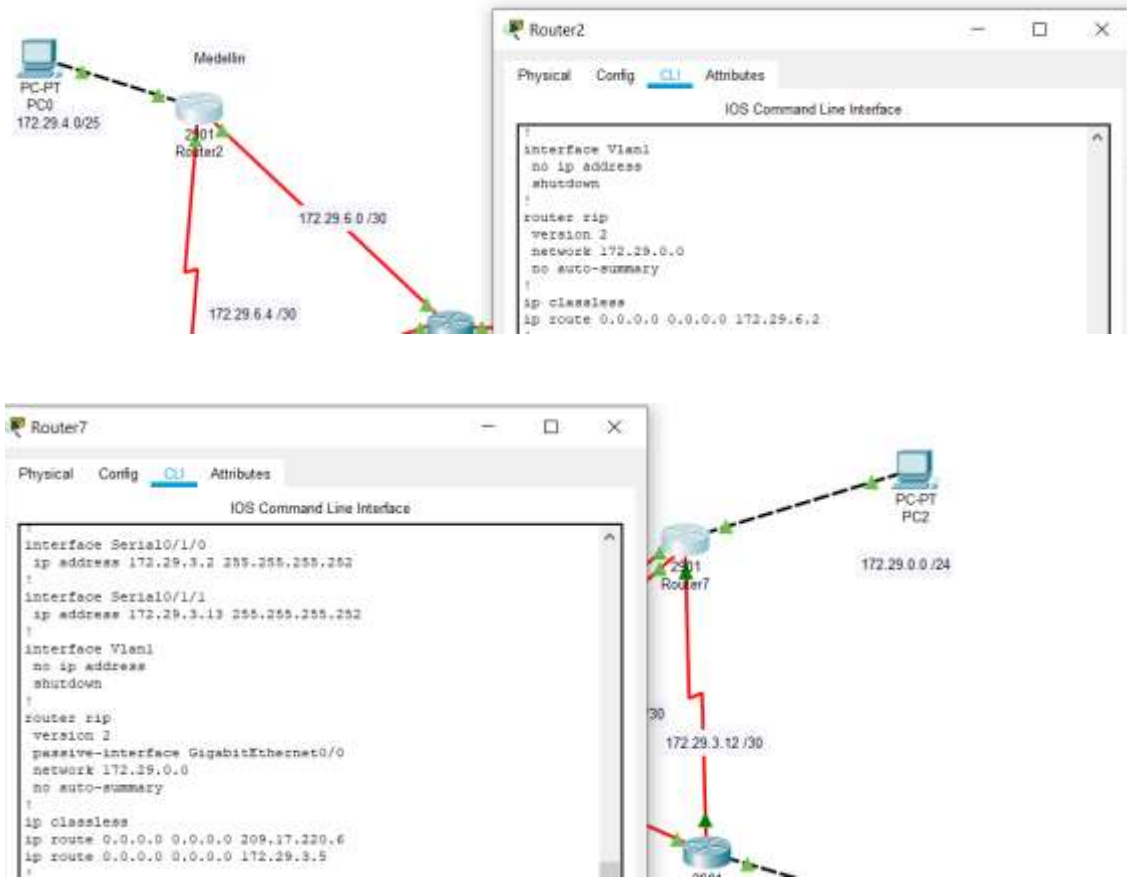 Medellin
PC-PT
PC0
172.29.4.0/25
2901
Router2
172.29.6.0 /30
172.29.6.4 /30
Router2
Physical Config CLI Attributes
IOS Command Line Interface
!
interface Vlan1
no ip address
shutdown
!
router rip
version 2
network 172.29.0.0
no auto-summary
!
ip classless
ip route 0.0.0.0 0.0.0.0 172.29.6.2
Router7
Physical Config CLI Attributes
IOS Command Line Interface
!
interface Serial0/1/0
ip address 172.29.3.2 255.255.255.252
!
interface Serial0/1/1
ip address 172.29.3.13 255.255.255.252
!
interface Vlan1
no ip address
shutdown
!
router rip
version 2
passive-interface GigabitEthernet0/0
network 172.29.0.0
no auto-summary
!
ip classless
ip route 0.0.0.0 0.0.0.0 209.17.220.6
ip route 0.0.0.0 0.0.0.0 172.29.3.5
!
PC-PT
PC2
172.29.0.0 /24
2901
Router7
/30
172.29.3.12 /30